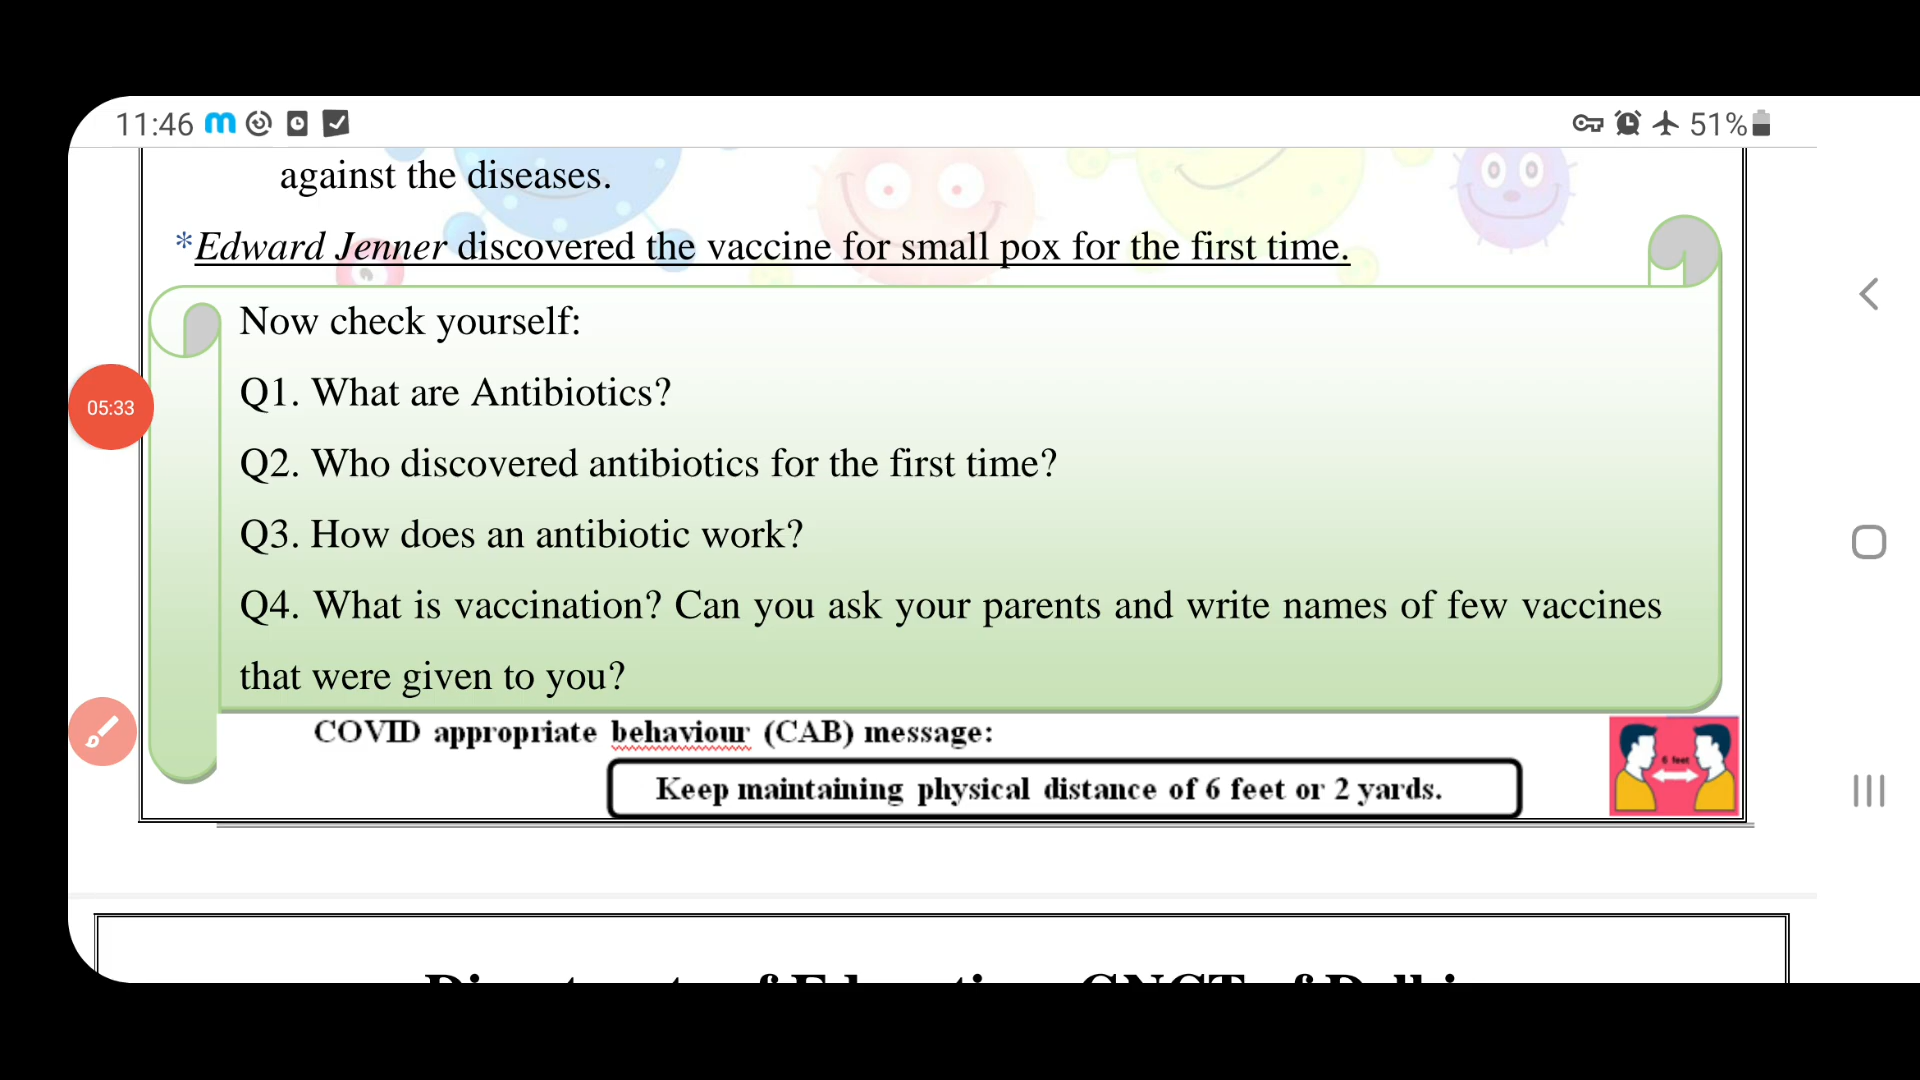 11:46
51%
against the diseases.
*Edward Jenner discovered the vaccine for small pox for the first time.
Now check yourself:
Q1. What are Antibiotics?
05:33
Q2. Who discovered antibiotics for the first time?
Q3. How does an antibiotic work?
Q4. What is vaccination? Can you ask your parents and write names of few vaccines
that were given to you?
COVID appropriate behaviour (CAB) message:
6 feet
Keep maintaining physical distance of 6 feet or 2 yards.